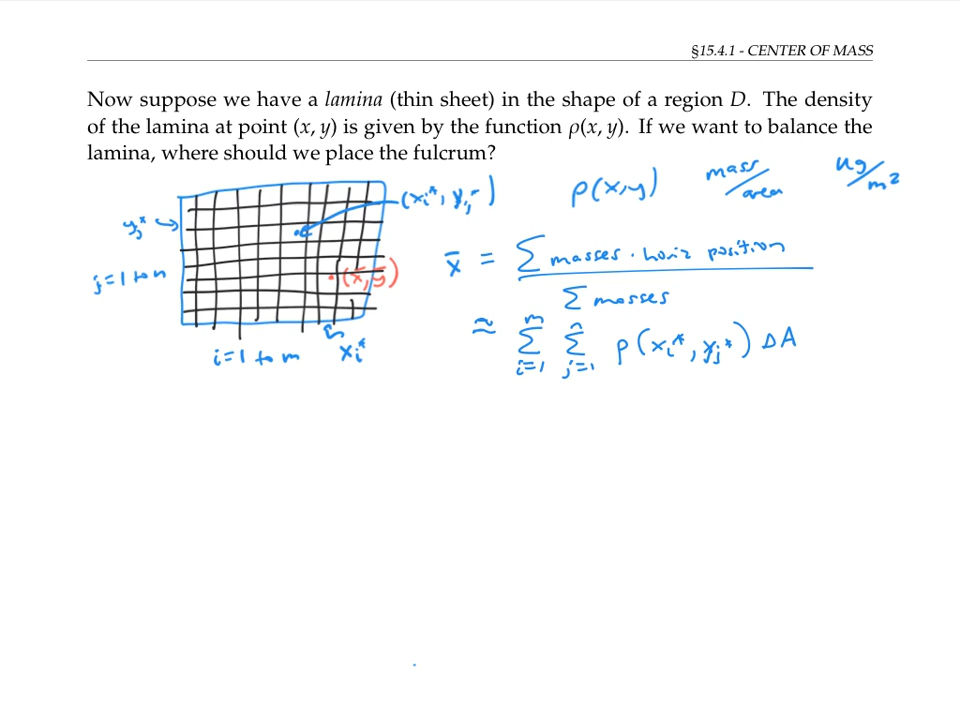 §15.4.1 - CENTER OF MASS
Now suppose we have a lamina (thin sheet) in the shape of a region D. The density
of the lamina at point (x, y) is given by the function ρ(x, y). If we want to balance the
lamina, where should we place the fulcrum?
(xᵢ*, yⱼ*) ρ(x,y) mass/area kg/m²
yⱼ*
j=1 to n
(x̄, ȳ)
i=1 to m xᵢ*
x̄ = Σ masses · horiz position
Σ masses
≈ Σ_{i=1}^{m} Σ_{j=1}^{n} ρ(xᵢ*, yⱼ*) ΔA